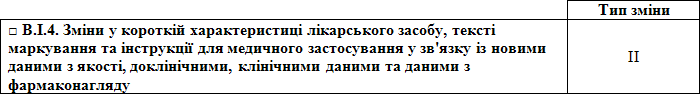 Тип зміни
□ В.І.4. Зміни у короткій характеристиці лікарського засобу, тексті
маркування та інструкції для медичного застосування у зв'язку із новими
даними з якості, доклінічними, клінічними даними та даними з
фармаконагляду
ІІ